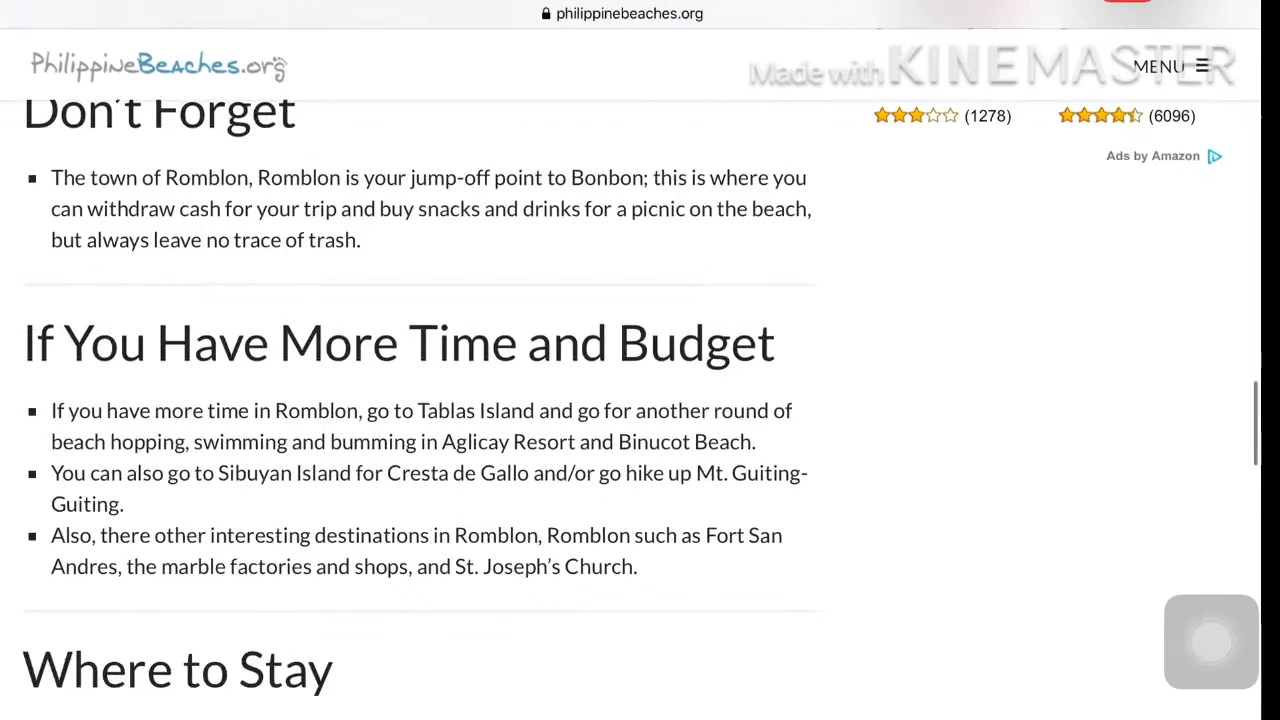 philippinebeaches.org
PhilippineBeaches.org
Made with KINEMASTER
MENU
Don't Forget
(1278)
(6096)
Ads by Amazon
The town of Romblon, Romblon is your jump-off point to Bonbon; this is where you
can withdraw cash for your trip and buy snacks and drinks for a picnic on the beach,
but always leave no trace of trash.
If You Have More Time and Budget
If you have more time in Romblon, go to Tablas Island and go for another round of
beach hopping, swimming and bumming in Aglicay Resort and Binucot Beach.
You can also go to Sibuyan Island for Cresta de Gallo and/or go hike up Mt. Guiting-
Guiting.
Also, there other interesting destinations in Romblon, Romblon such as Fort San
Andres, the marble factories and shops, and St. Joseph’s Church.
Where to Stay